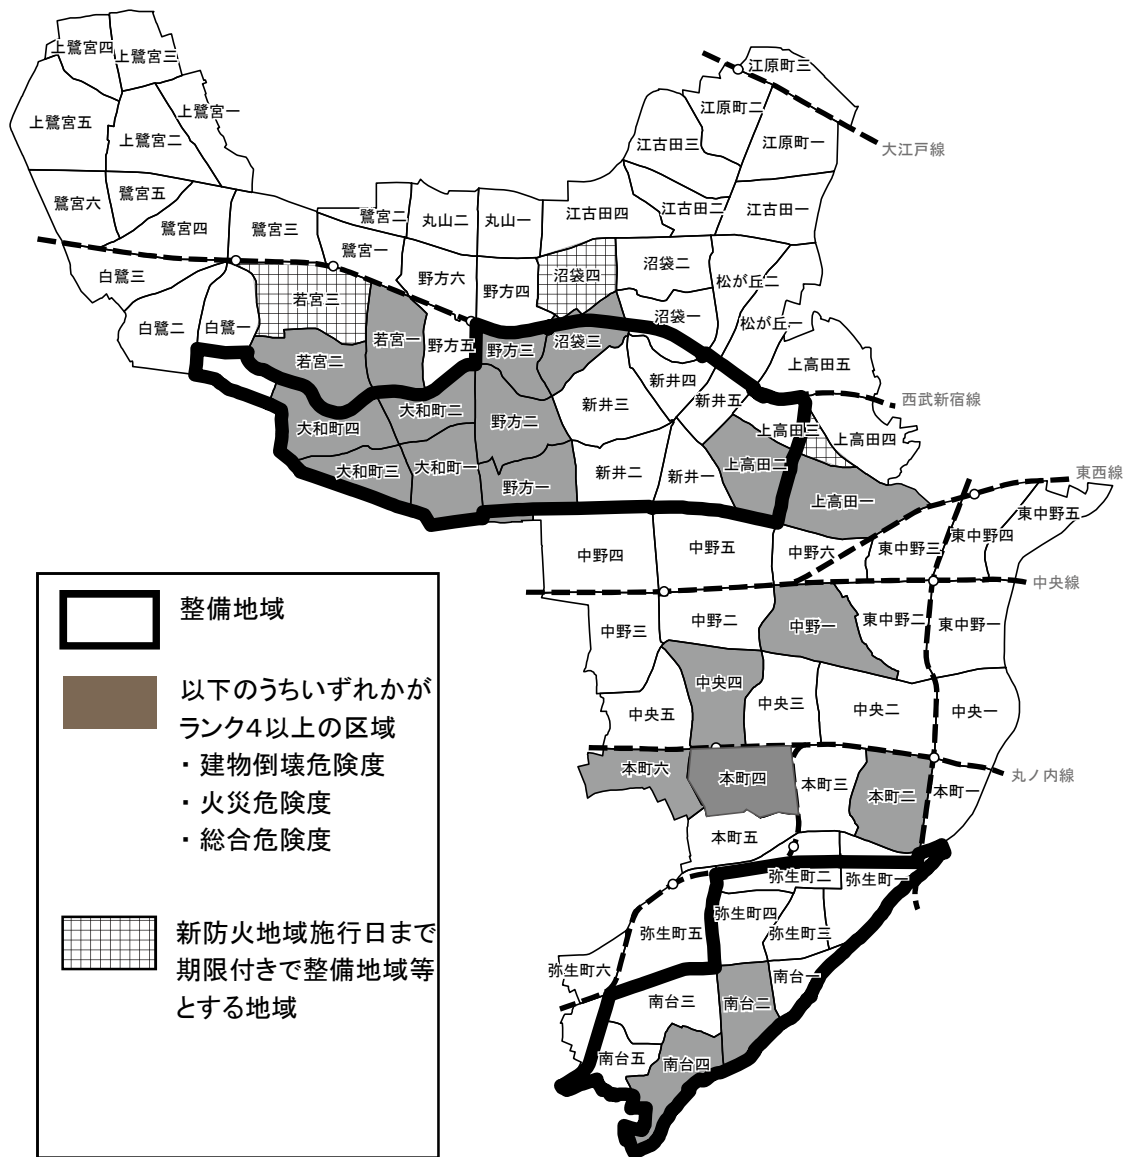 上鷺宮四
上鷺宮三
上鷺宮一
上鷺宮五
上鷺宮二
鷺宮六
鷺宮五
鷺宮四
鷺宮三
鷺宮二
鷺宮一
丸山二
丸山一
江古田四
江古田三
江古田二
江古田一
江原町三
江原町二
江原町一
大江戸線
白鷺三
白鷺二
白鷺一
若宮三
若宮二
若宮一
野方六
野方五
野方四
野方三
野方二
野方一
沼袋四
沼袋二
沼袋一
沼袋三
松が丘二
松が丘一
大和町四
大和町二
大和町三
大和町一
新井四
新井三
新井五
新井二
新井一
上高田五
西武新宿線
上高田三
上高田四
上高田二
上高田一
東西線
東中野五
東中野四
東中野三
中野四
中野五
中野六
中央線
中野三
中野二
中野一
東中野二
東中野一
中央五
中央四
中央三
中央二
中央一
丸ノ内線
本町六
本町四
本町三
本町二
本町一
本町五
弥生町二
弥生町一
弥生町四
弥生町三
弥生町五
弥生町六
南台一
南台三
南台二
南台五
南台四
整備地域
以下のうちいずれかが
ランク4以上の区域
・建物倒壊危険度
・火災危険度
・総合危険度
新防火地域施行日まで
期限付きで整備地域等
とする地域